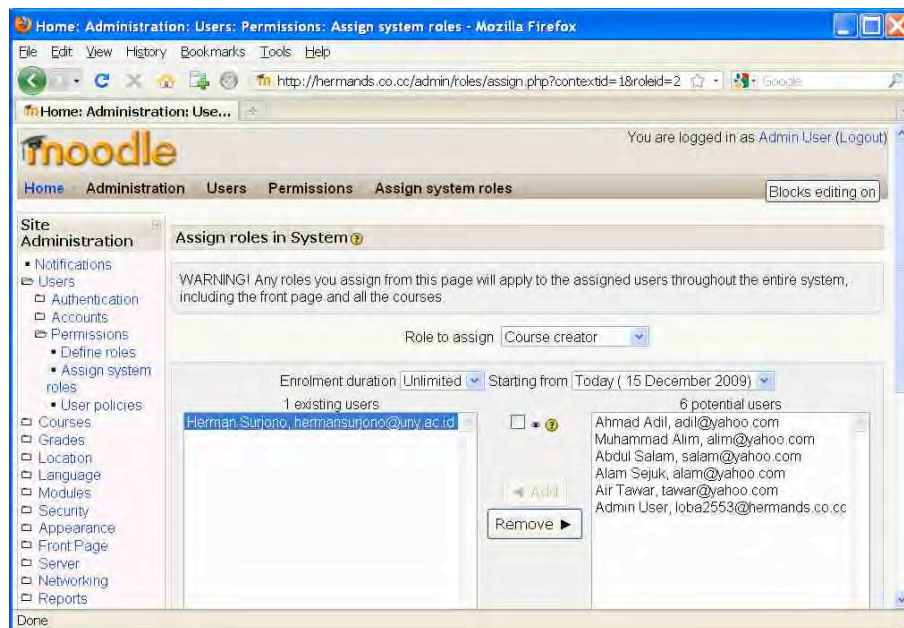 Home: Administration: Users: Permissions: Assign system roles - Mozilla Firefox
File Edit View History Bookmarks Tools Help
http://hermands.co.cc/admin/roles/assign.php?contextid=1&roleid=2 Google
Home: Administration: Use...
moodle
You are logged in as Admin User (Logout)
Home Administration Users Permissions Assign system roles
Blocks editing on
Site
Administration
Notifications
Users
Authentication
Accounts
Permissions
Define roles
Assign system
roles
User policies
Courses
Grades
Location
Language
Modules
Security
Appearance
Front Page
Server
Networking
Reports
Assign roles in System
WARNING! Any roles you assign from this page will apply to the assigned users throughout the entire system,
including the front page and all the courses.
Role to assign Course creator
Enrolment duration Unlimited Starting from Today ( 15 December 2009)
1 existing users
Herman Surjono, hermansurjono@uny.ac.id
◄ Add
Remove ►
6 potential users
Ahmad Adil, adil@yahoo.com
Muhammad Alim, alim@yahoo.com
Abdul Salam, salam@yahoo.com
Alam Sejuk, alam@yahoo.com
Air Tawar, tawar@yahoo.com
Admin User, loba2553@hermands.co.cc
Done